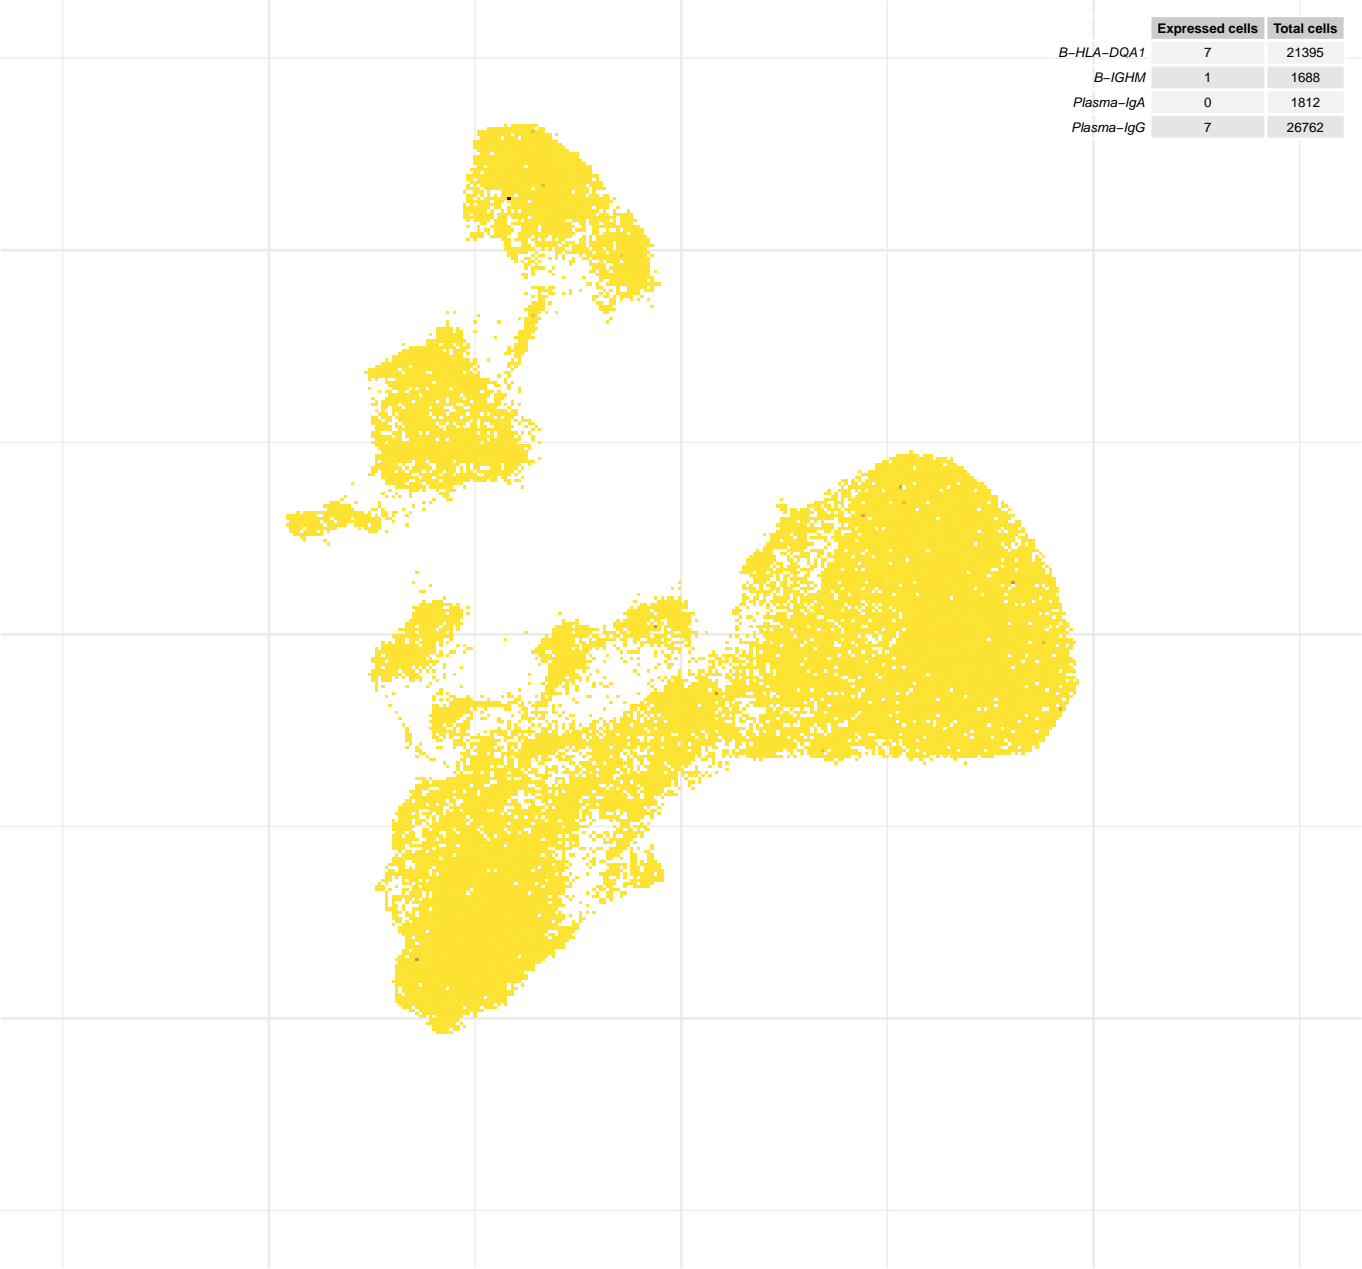 Expressed cells Total cells
B−HLA−DQA1 7 21395
B−IGHM 1 1688
Plasma−IgA 0 1812
Plasma−IgG 7 26762